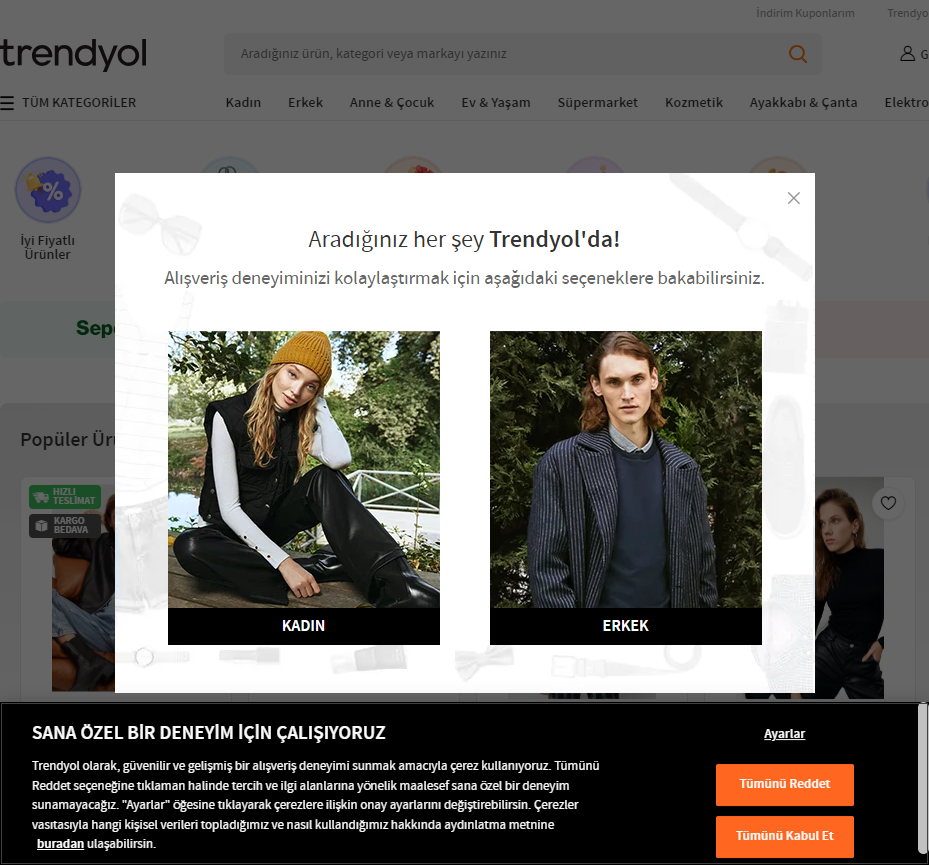 İndirim Kuponlarım
trendyol
Aradığınız ürün, kategori veya markayı yazınız
TÜM KATEGORİLER
Kadın
Erkek
Anne & Çocuk
Ev & Yaşam
Süpermarket
Kozmetik
Ayakkabı & Çanta
İyi Fiyatlı
Ürünler
Aradığınız her şey Trendyol'da!
Alışveriş deneyiminizi kolaylaştırmak için aşağıdaki seçeneklere bakabilirsiniz.
Popüler
HIZLI
TESLİMAT
KARGO
BEDAVA
KADIN
ERKEK
SANA ÖZEL BİR DENEYİM İÇİN ÇALIŞIYORUZ
Trendyol olarak, güvenilir ve gelişmiş bir alışveriş deneyimi sunmak amacıyla çerez kullanıyoruz. Tümünü
Reddet seçeneğine tıklaman halinde tercih ve ilgi alanlarına yönelik maalesef sana özel bir deneyim
sunamayacağız. "Ayarlar" öğesine tıklayarak çerezlere ilişkin onay ayarlarını değiştirebilirsin. Çerezler
vasıtasıyla hangi kişisel verileri topladığımız ve nasıl kullandığımız hakkında aydınlatma metnine
buradan ulaşabilirsin.
Ayarlar
Tümünü Reddet
Tümünü Kabul Et